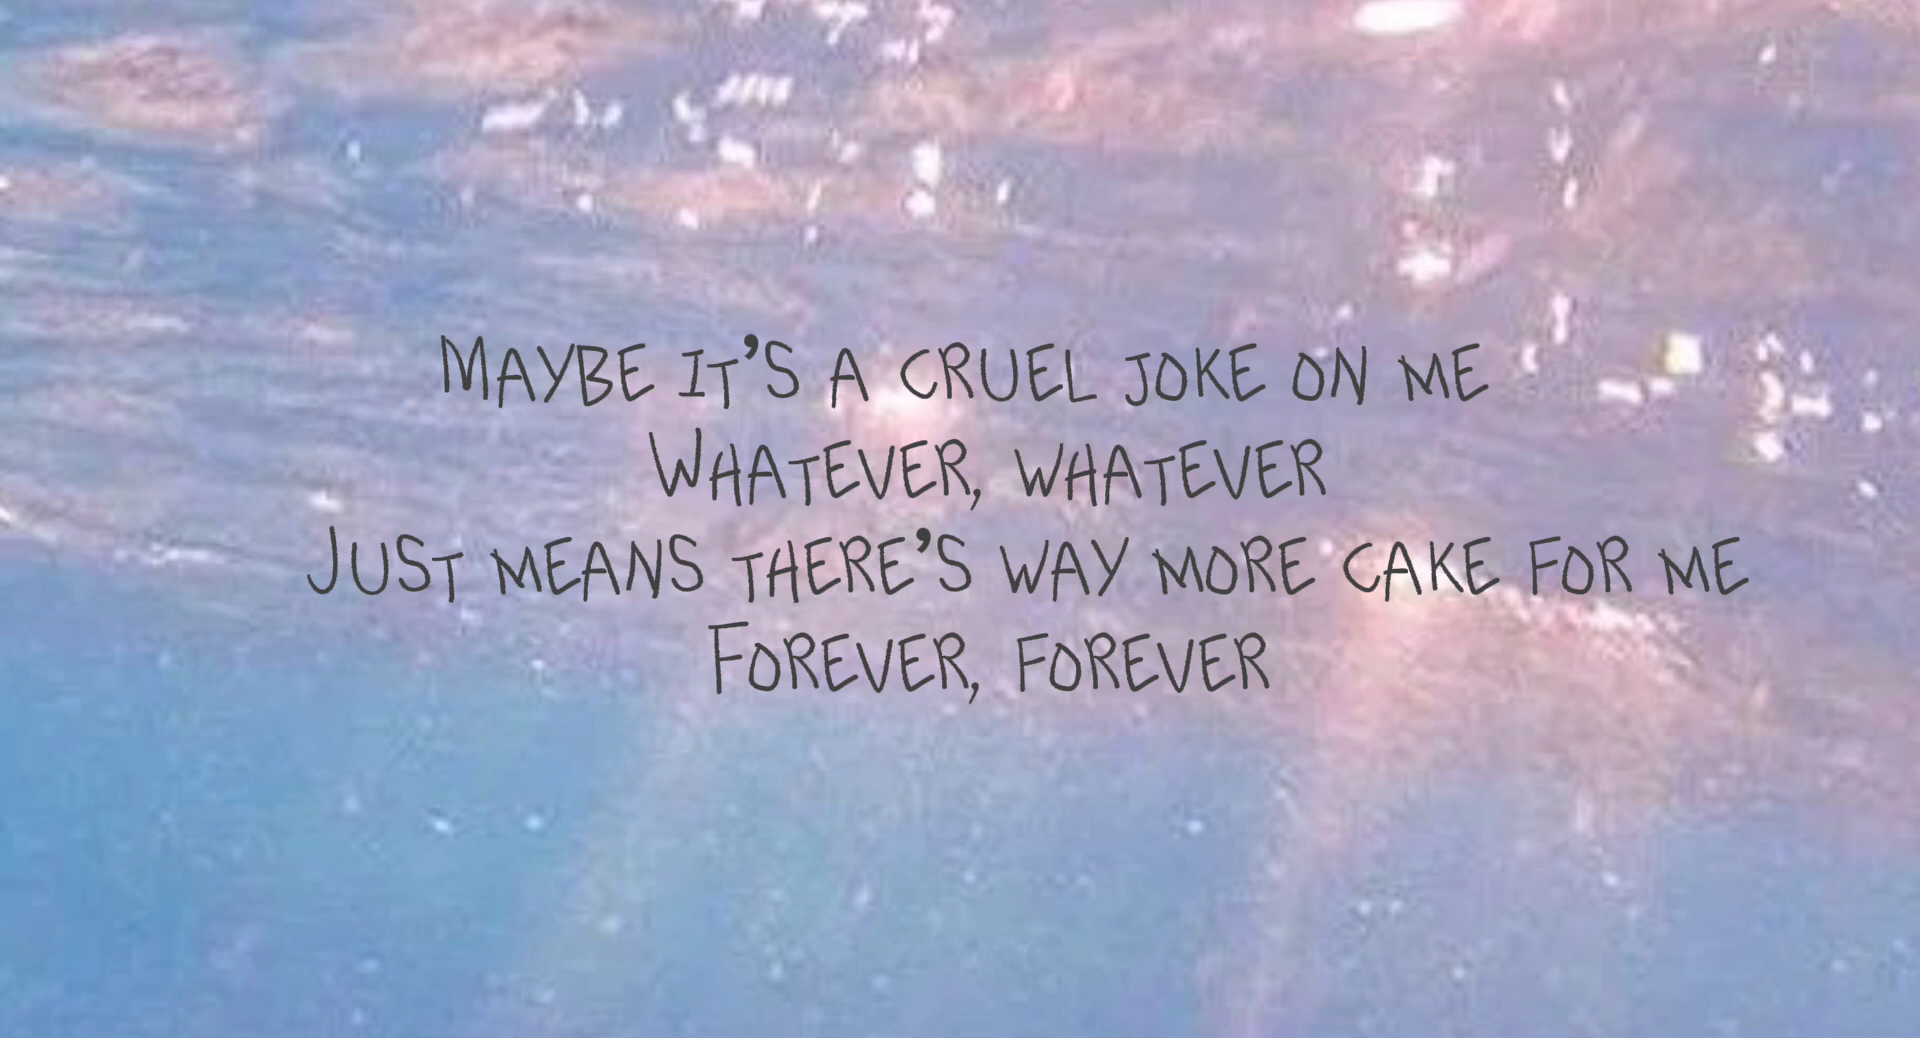 Maybe it's a cruel joke on me
Whatever, whatever
Just means there's way more cake for me
Forever, forever